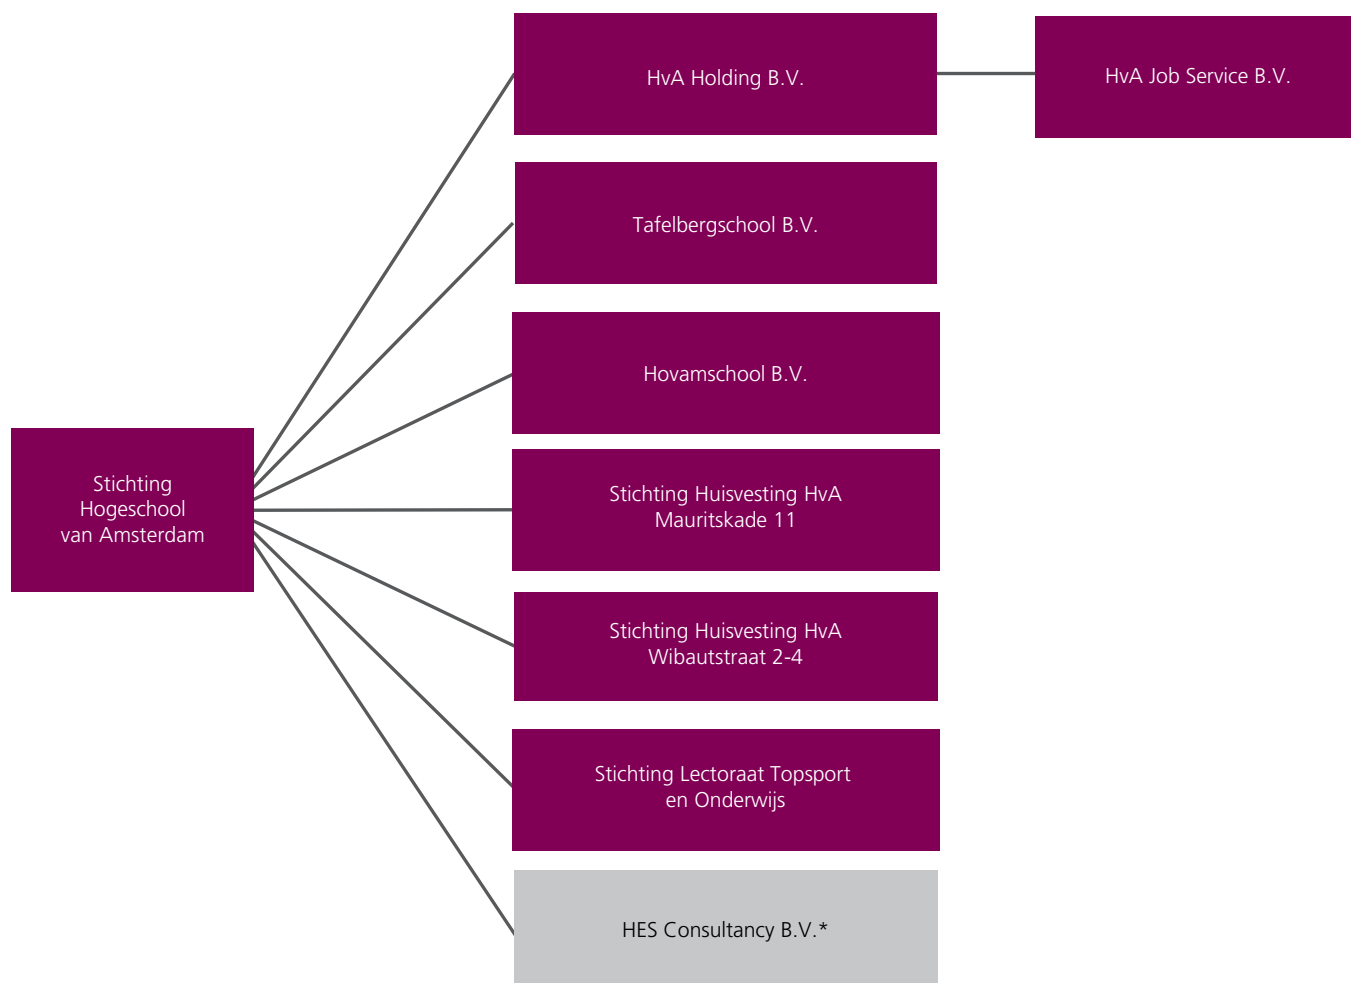 HvA Holding B.V.
HvA Job Service B.V.
Tafelbergschool B.V.
Hovamschool B.V.
Stichting
Hogeschool
van Amsterdam
Stichting Huisvesting HvA
Mauritskade 11
Stichting Huisvesting HvA
Wibautstraat 2-4
Stichting Lectoraat Topsport
en Onderwijs
HES Consultancy B.V.*